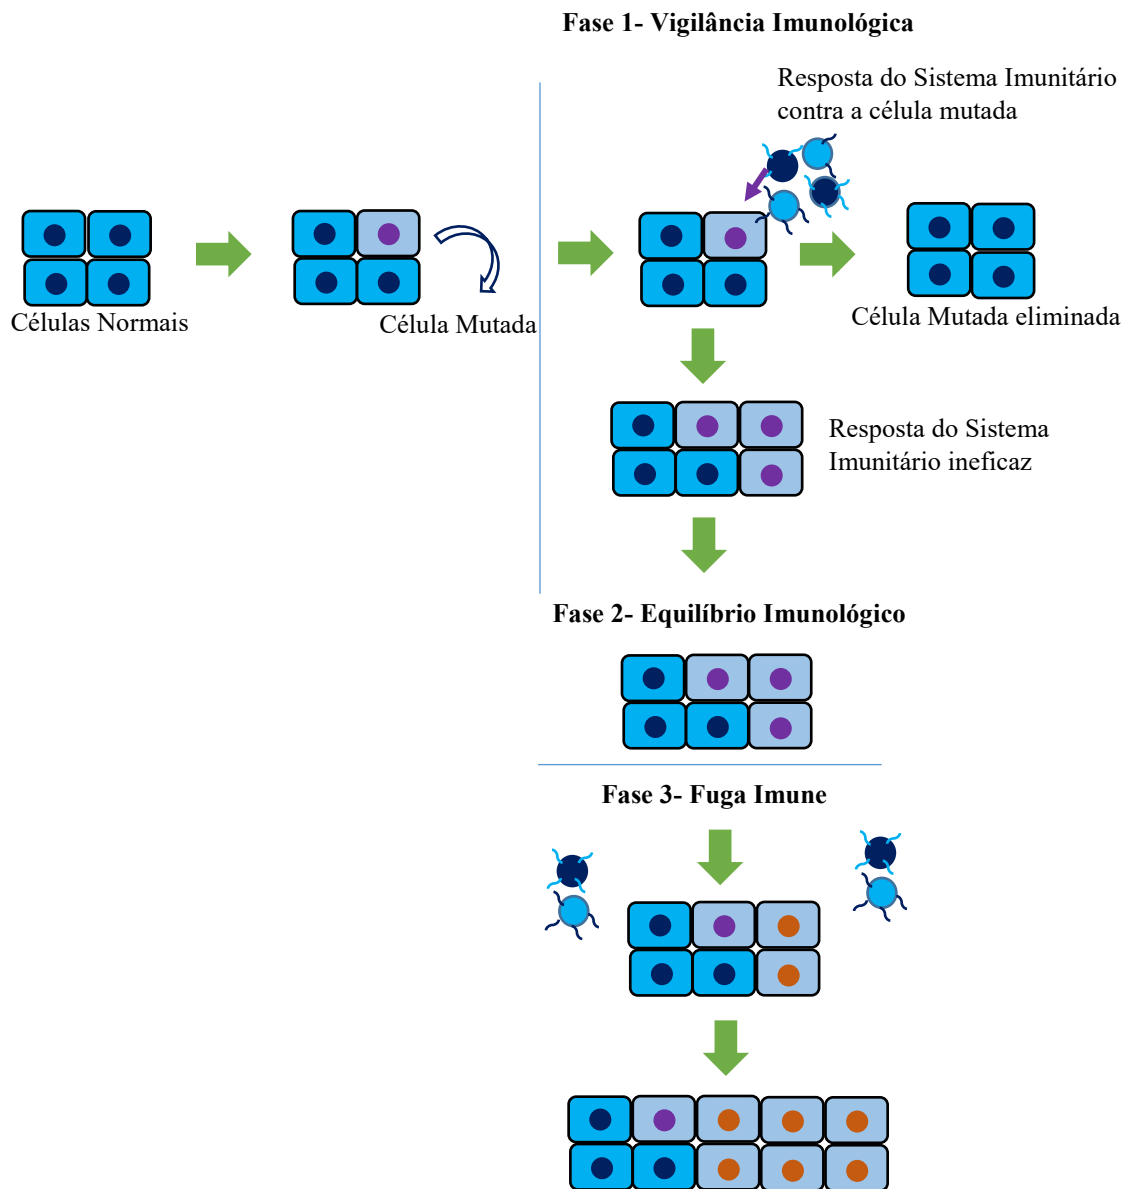 Fase 1- Vigilância Imunológica
Resposta do Sistema Imunitário
contra a célula mutada
Células Normais
Célula Mutada
Célula Mutada eliminada
Resposta do Sistema
Imunitário ineficaz
Fase 2- Equilíbrio Imunológico
Fase 3- Fuga Imune